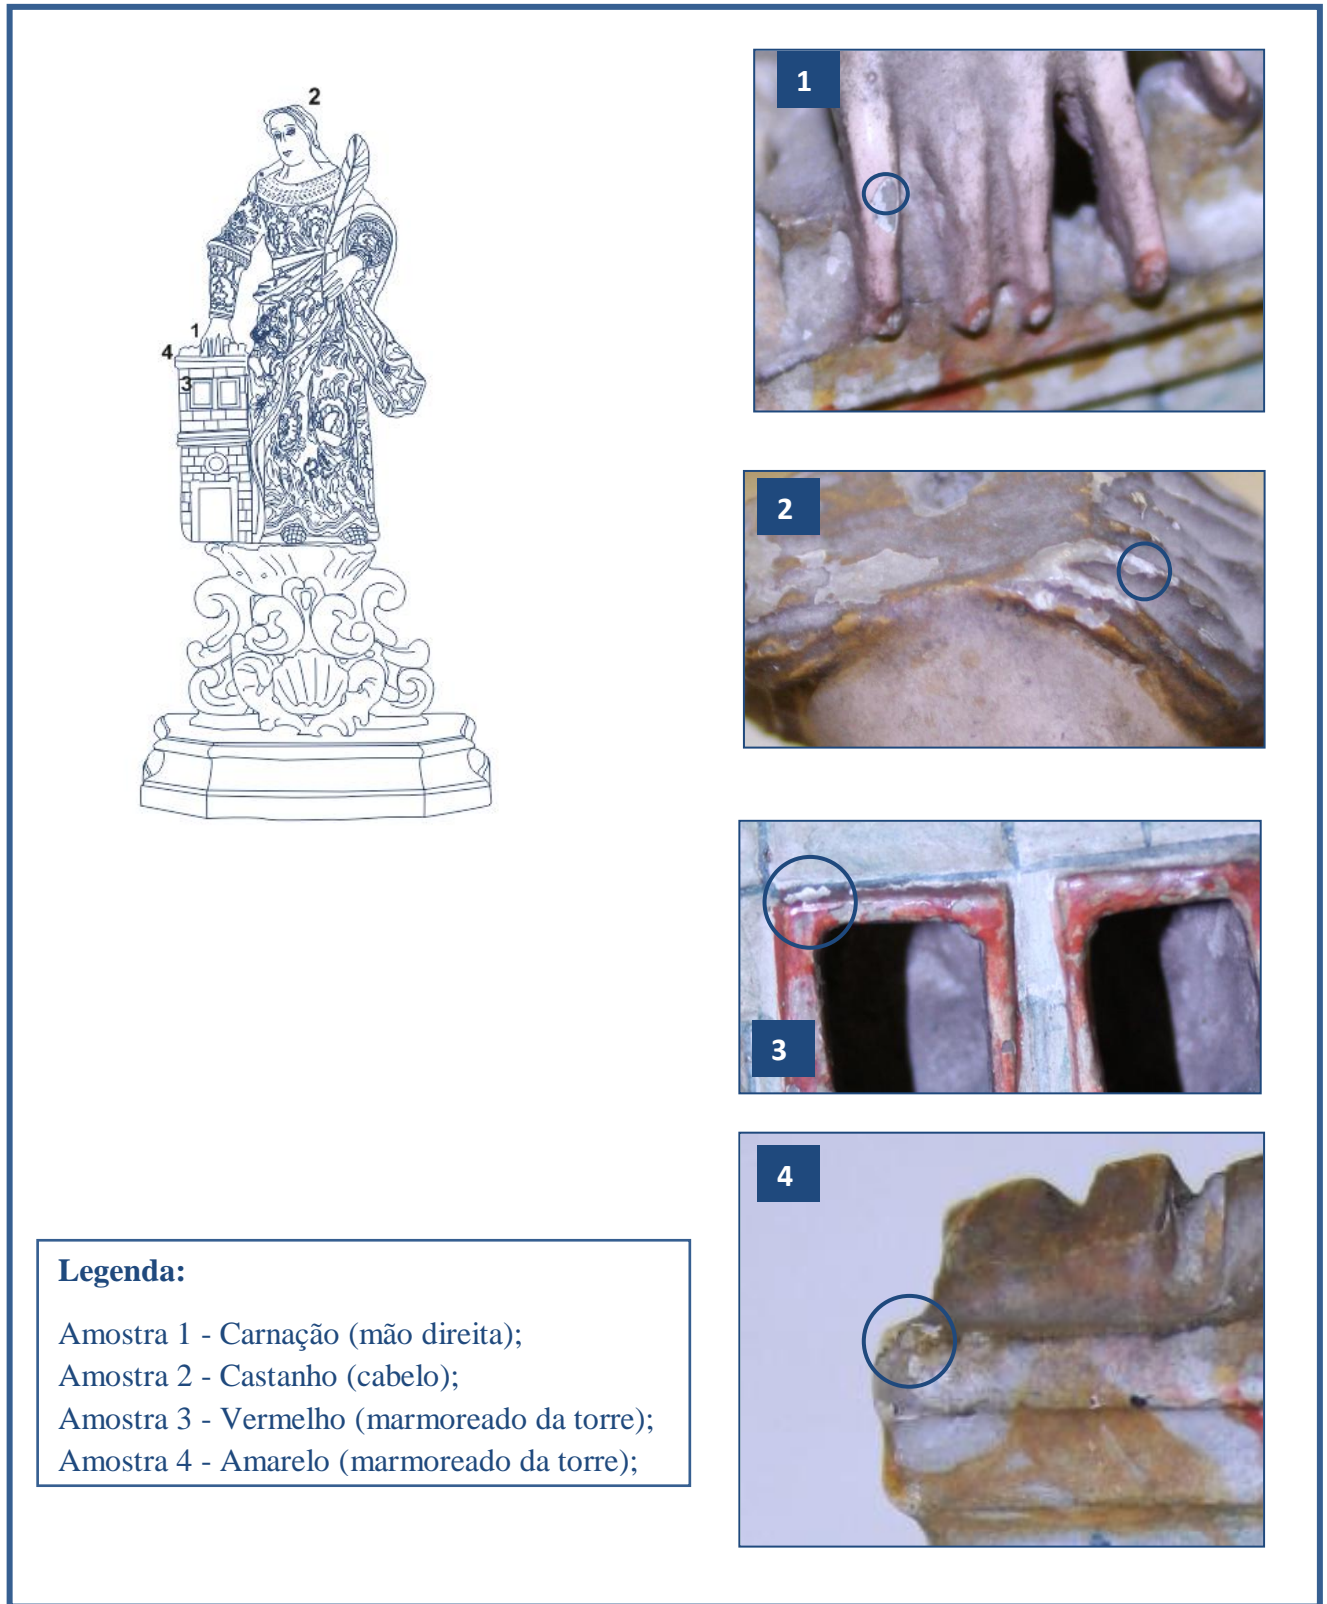 2
1
4
3
1
2
3
4
Legenda:
Amostra 1 - Carnação (mão direita);
Amostra 2 - Castanho (cabelo);
Amostra 3 - Vermelho (marmoreado da torre);
Amostra 4 - Amarelo (marmoreado da torre);